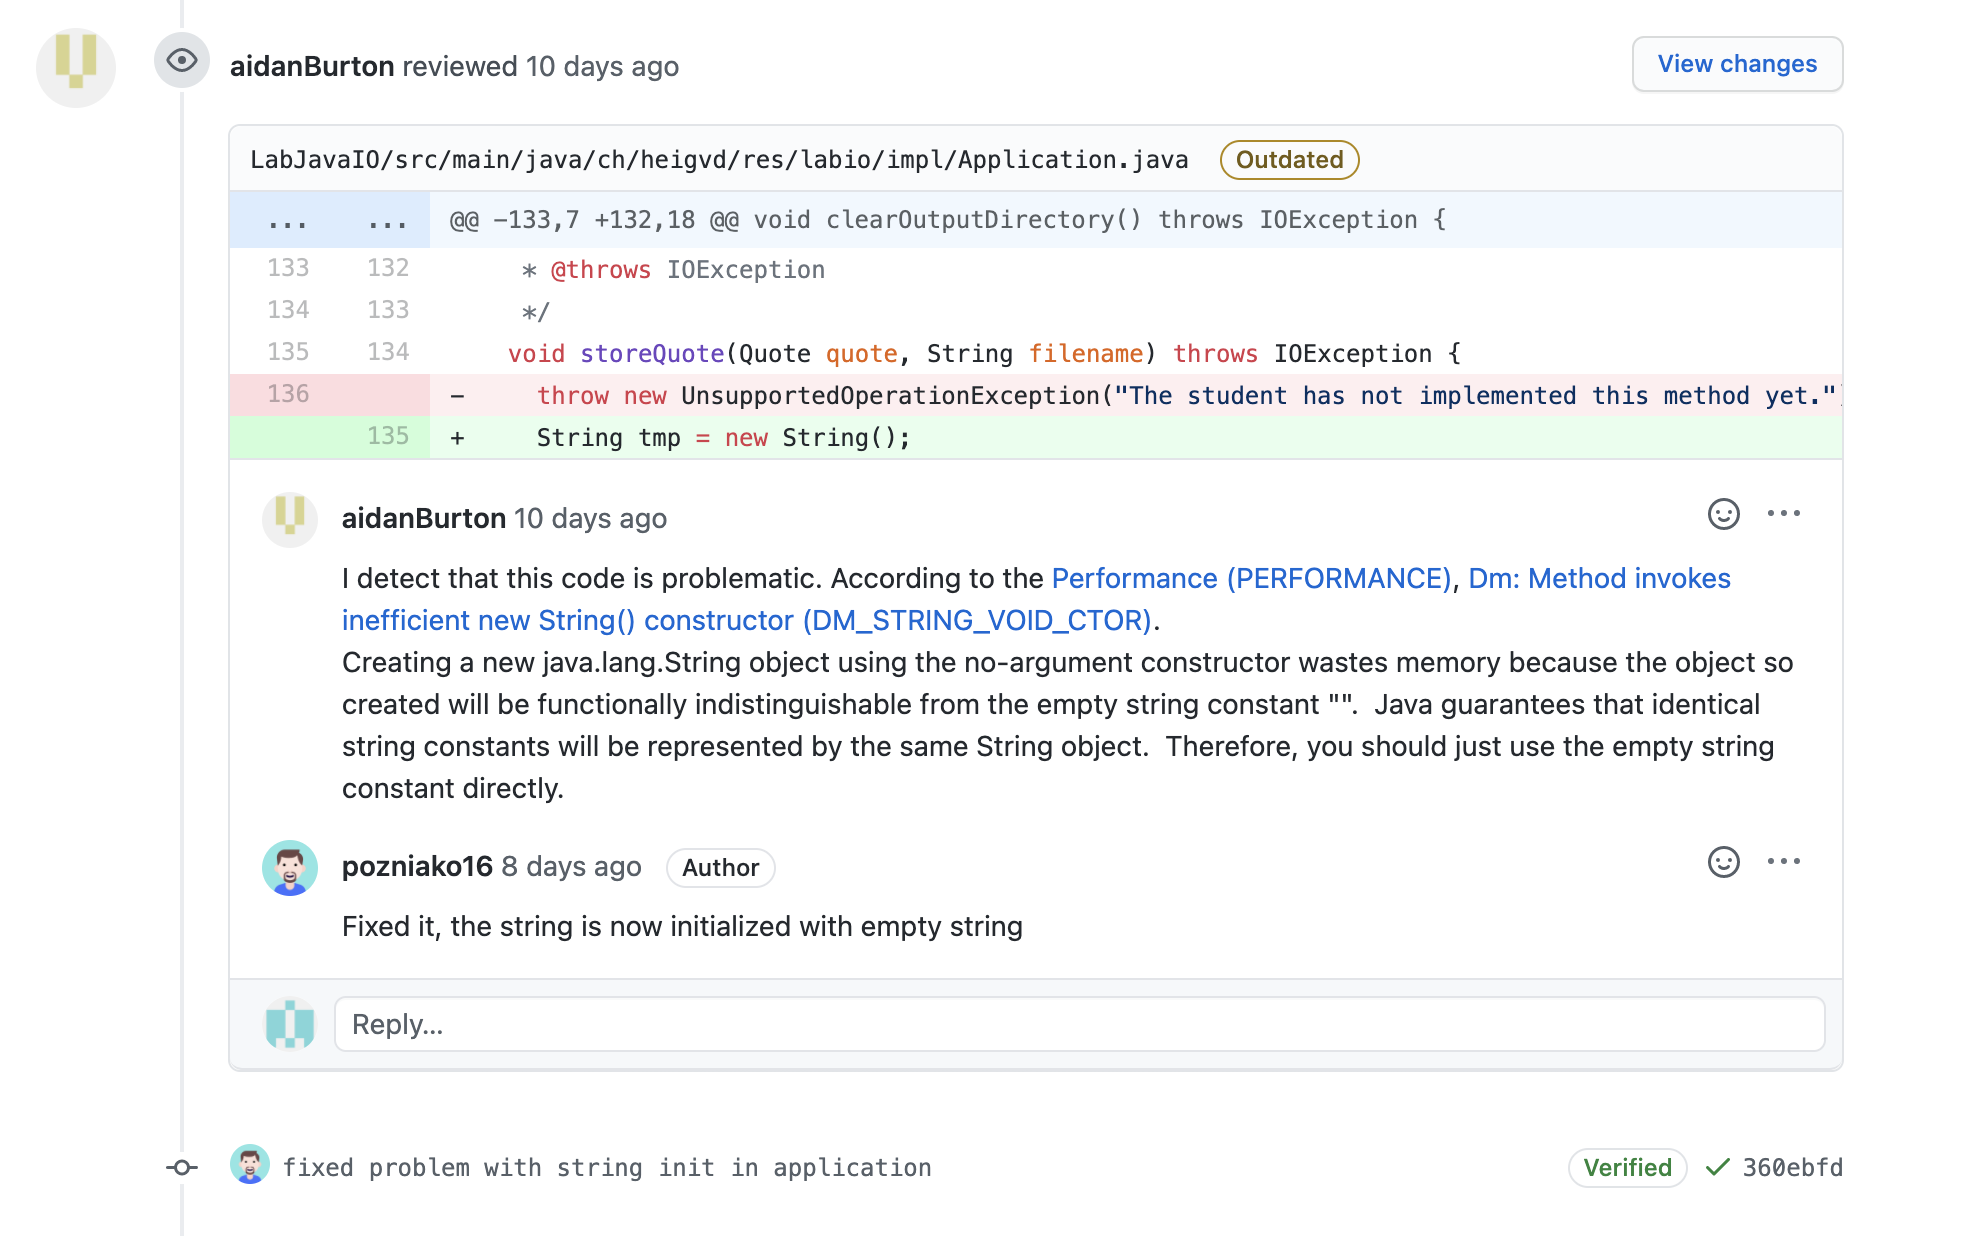 aidanBurton reviewed 10 days ago
View changes
LabJavaIO/src/main/java/ch/heigvd/res/labio/impl/Application.java Outdated
... ... @@ -133,7 +132,18 @@ void clearOutputDirectory() throws IOException {
133 132 * @throws IOException
134 133 */
135 134 void storeQuote(Quote quote, String filename) throws IOException {
136 - throw new UnsupportedOperationException("The student has not implemented this method yet.")
135 + String tmp = new String();
aidanBurton 10 days ago
I detect that this code is problematic. According to the Performance (PERFORMANCE), Dm: Method invokes
inefficient new String() constructor (DM_STRING_VOID_CTOR).
Creating a new java.lang.String object using the no-argument constructor wastes memory because the object so
created will be functionally indistinguishable from the empty string constant "".  Java guarantees that identical
string constants will be represented by the same String object.  Therefore, you should just use the empty string
constant directly.
pozniako16 8 days ago Author
Fixed it, the string is now initialized with empty string
Reply...
fixed problem with string init in application
Verified 360ebfd